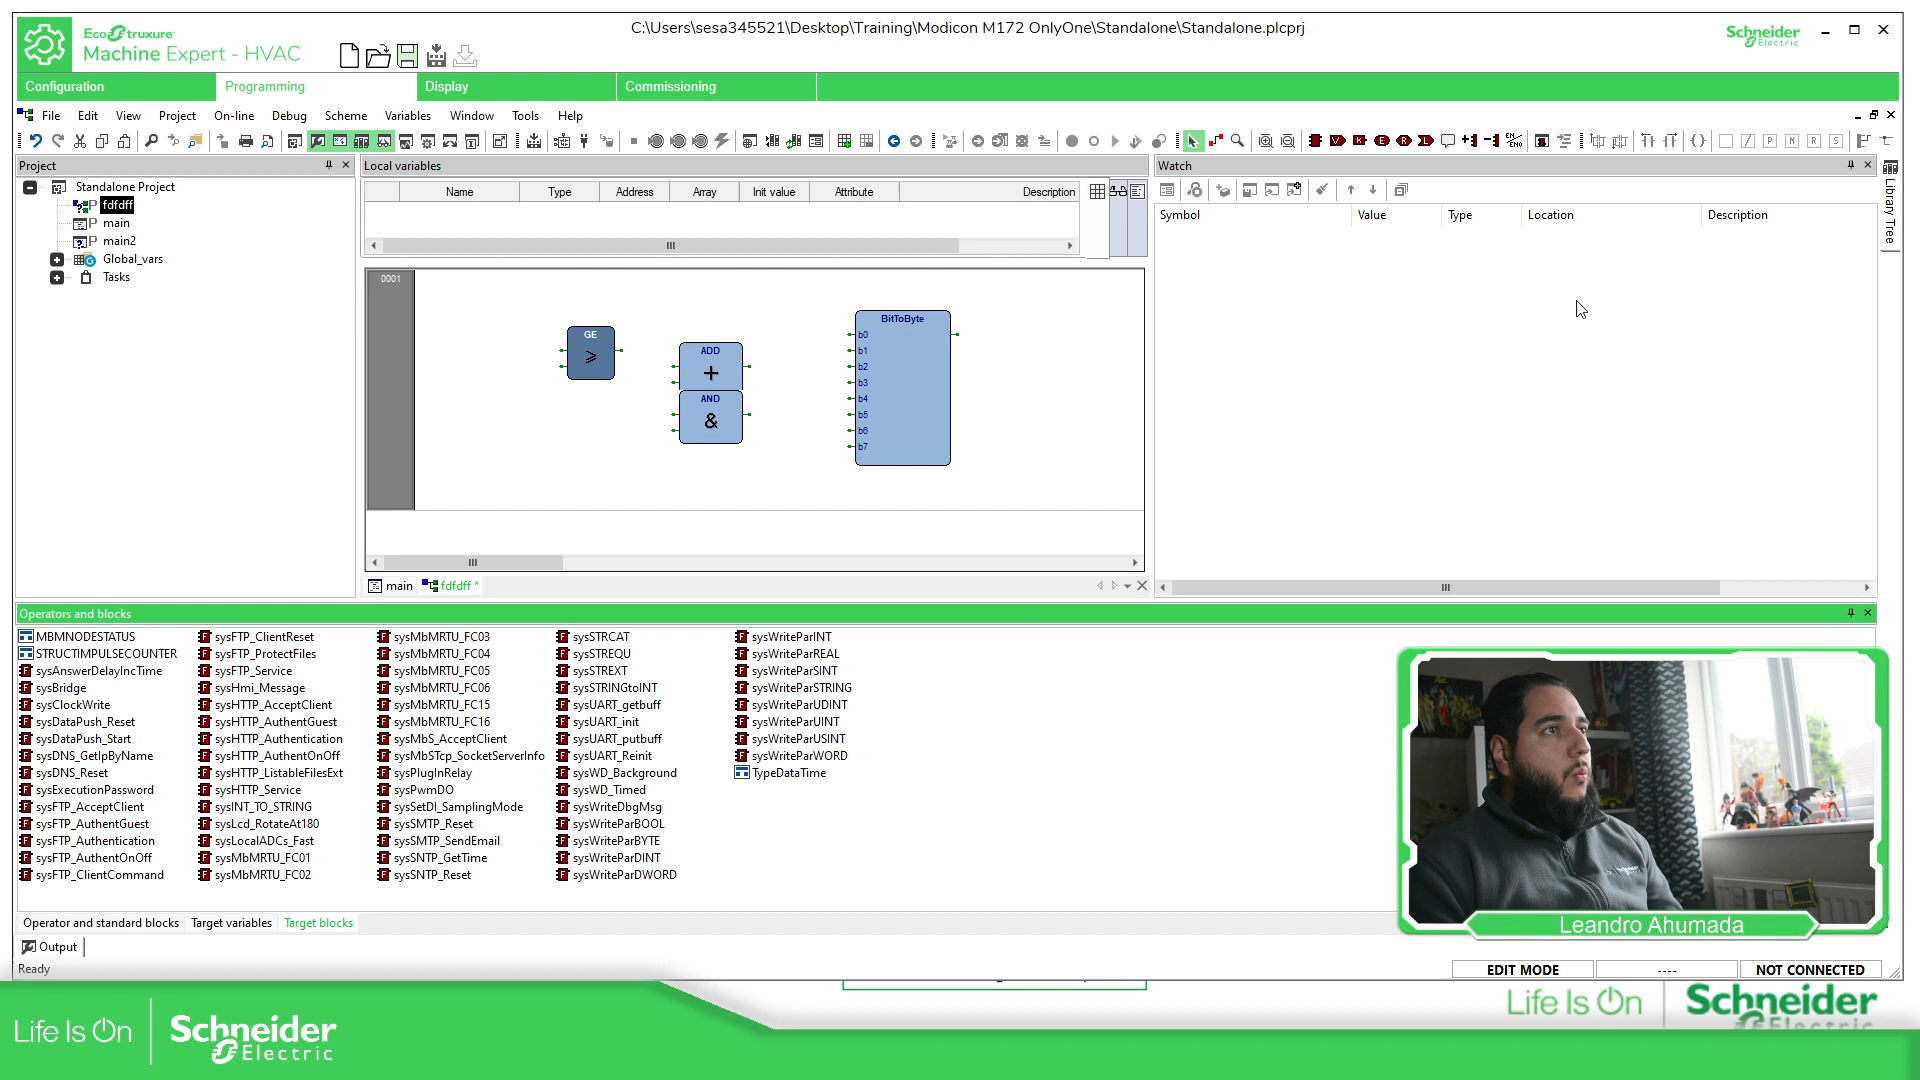 EcoStruxure
Machine Expert - HVAC
C:\Users\sesa345521\Desktop\Training\Modicon M172 OnlyOne\Standalone\Standalone.plcprj
Schneider
Electric
Configuration
Programming
Display
Commissioning
File Edit View Project On-line Debug Scheme Variables Window Tools Help
Project
Standalone Project
fdfdff
main
main2
Global_vars
Tasks
Local variables
Name Type Address Array Init value Attribute Description
0001
GE
≥
ADD
+
AND
&
BitToByte
b0
b1
b2
b3
b4
b5
b6
b7
main fdfdff *
Watch
Symbol Value Type Location Description
Library Tree
Operators and blocks
MBMNODESTATUS sysFTP_ClientReset sysMbMRTU_FC03 sysSTRCAT sysWriteParINT
STRUCTIMPULSECOUNTER sysFTP_ProtectFiles sysMbMRTU_FC04 sysSTREQU sysWriteParREAL
sysAnswerDelayIncTime sysFTP_Service sysMbMRTU_FC05 sysSTREXT sysWriteParSINT
sysBridge sysHmi_Message sysMbMRTU_FC06 sysSTRINGtoINT sysWriteParSTRING
sysClockWrite sysHTTP_AcceptClient sysMbMRTU_FC15 sysUART_getbuff sysWriteParUDINT
sysDataPush_Reset sysHTTP_AuthentGuest sysMbMRTU_FC16 sysUART_init sysWriteParUINT
sysDataPush_Start sysHTTP_Authentication sysMbS_AcceptClient sysUART_putbuff sysWriteParUSINT
sysDNS_GetIpByName sysHTTP_AuthentOnOff sysMbSTcp_SocketServerInfo sysUART_Reinit sysWriteParWORD
sysDNS_Reset sysHTTP_ListableFilesExt sysPlugInRelay sysWD_Background TypeDataTime
sysExecutionPassword sysHTTP_Service sysPwmDO sysWD_Timed
sysFTP_AcceptClient sysINT_TO_STRING sysSetDI_SamplingMode sysWriteDbgMsg
sysFTP_AuthentGuest sysLcd_RotateAt180 sysSMTP_Reset sysWriteParBOOL
sysFTP_Authentication sysLocalADCs_Fast sysSMTP_SendEmail sysWriteParBYTE
sysFTP_AuthentOnOff sysMbMRTU_FC01 sysSNTP_GetTime sysWriteParDINT
sysFTP_ClientCommand sysMbMRTU_FC02 sysSNTP_Reset sysWriteParDWORD
Operator and standard blocks Target variables Target blocks
Output
Ready
EDIT MODE ---- NOT CONNECTED
Leandro Ahumada
Life Is On
Schneider
Electric
Life Is On
Schneider
Electric